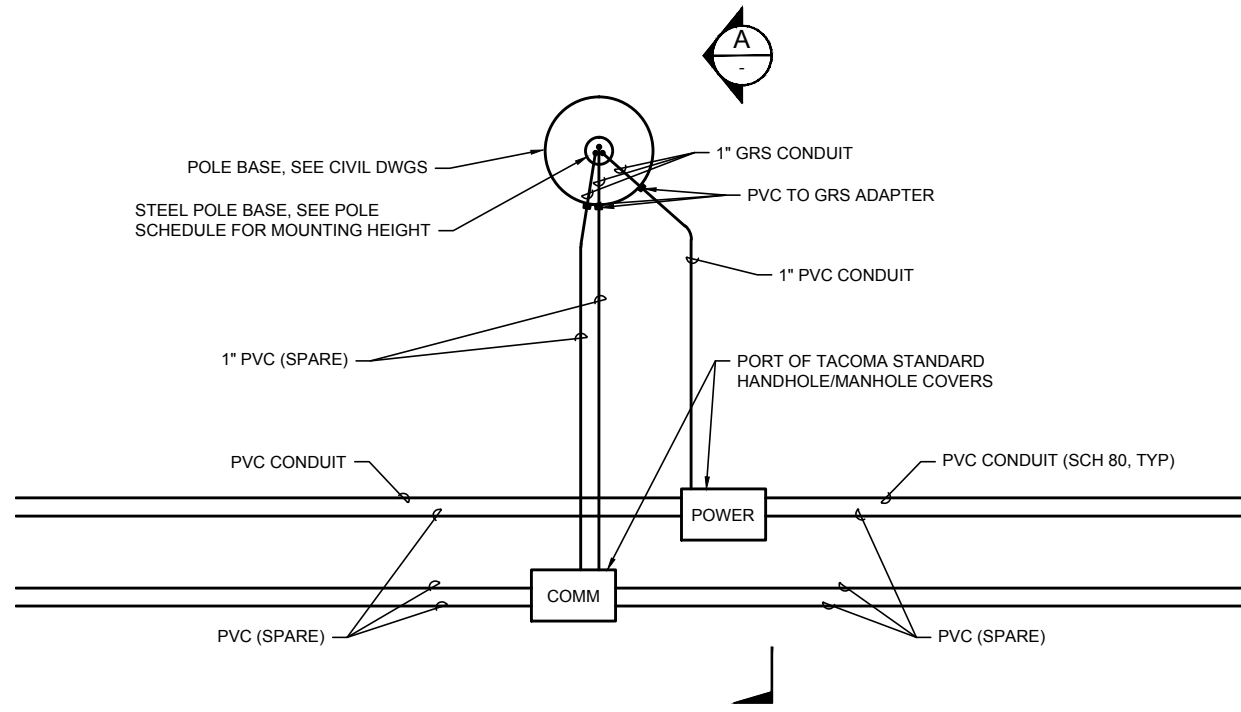 A
-
POLE BASE, SEE CIVIL DWGS
1" GRS CONDUIT
PVC TO GRS ADAPTER
STEEL POLE BASE, SEE POLE
SCHEDULE FOR MOUNTING HEIGHT
1" PVC CONDUIT
1" PVC (SPARE)
PORT OF TACOMA STANDARD
HANDHOLE/MANHOLE COVERS
PVC CONDUIT
PVC CONDUIT (SCH 80, TYP)
POWER
COMM
PVC (SPARE)
PVC (SPARE)